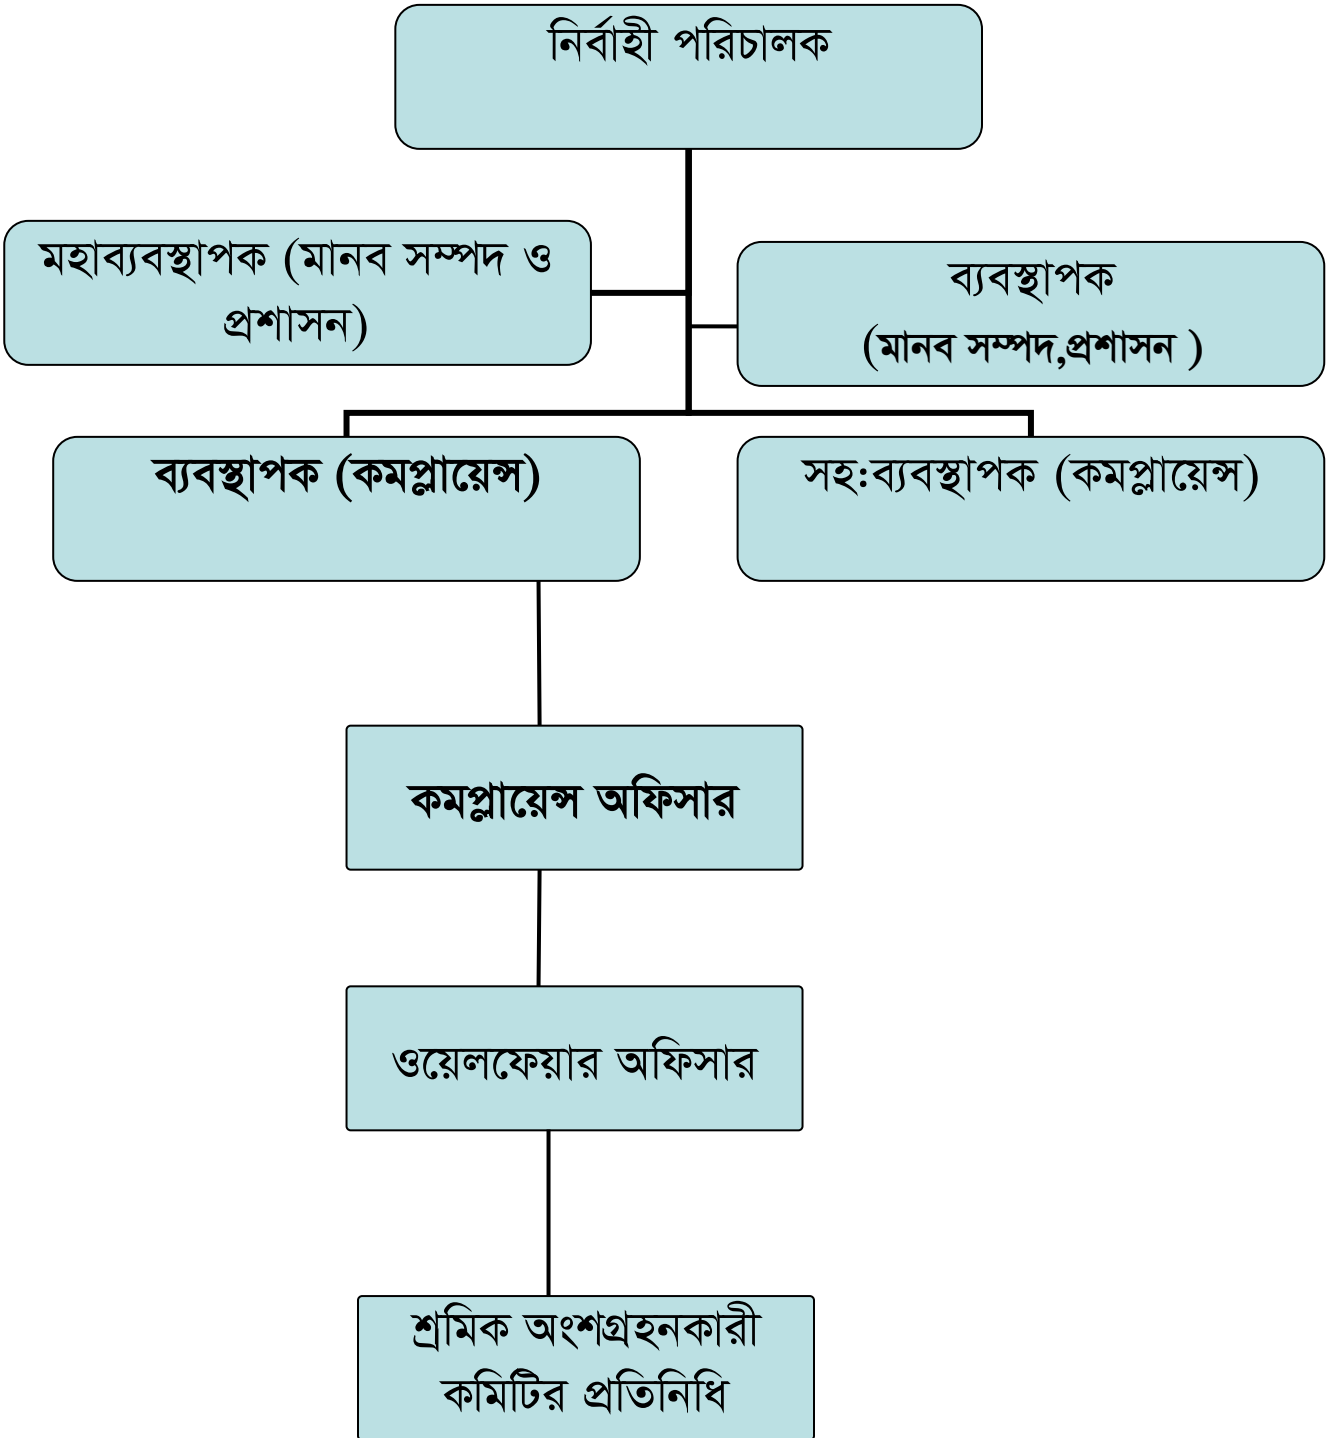 নির্বাহী পরিচালক
মহাব্যবস্থাপক (মানব সম্পদ ও
প্রশাসন)
ব্যবস্থাপক
(মানব সম্পদ,প্রশাসন )
ব্যবস্থাপক (কমপ্লায়েন্স)
সহ:ব্যবস্থাপক (কমপ্লায়েন্স)
কমপ্লায়েন্স অফিসার
ওয়েলফেয়ার অফিসার
শ্রমিক অংশগ্রহনকারী
কমিটির প্রতিনিধি